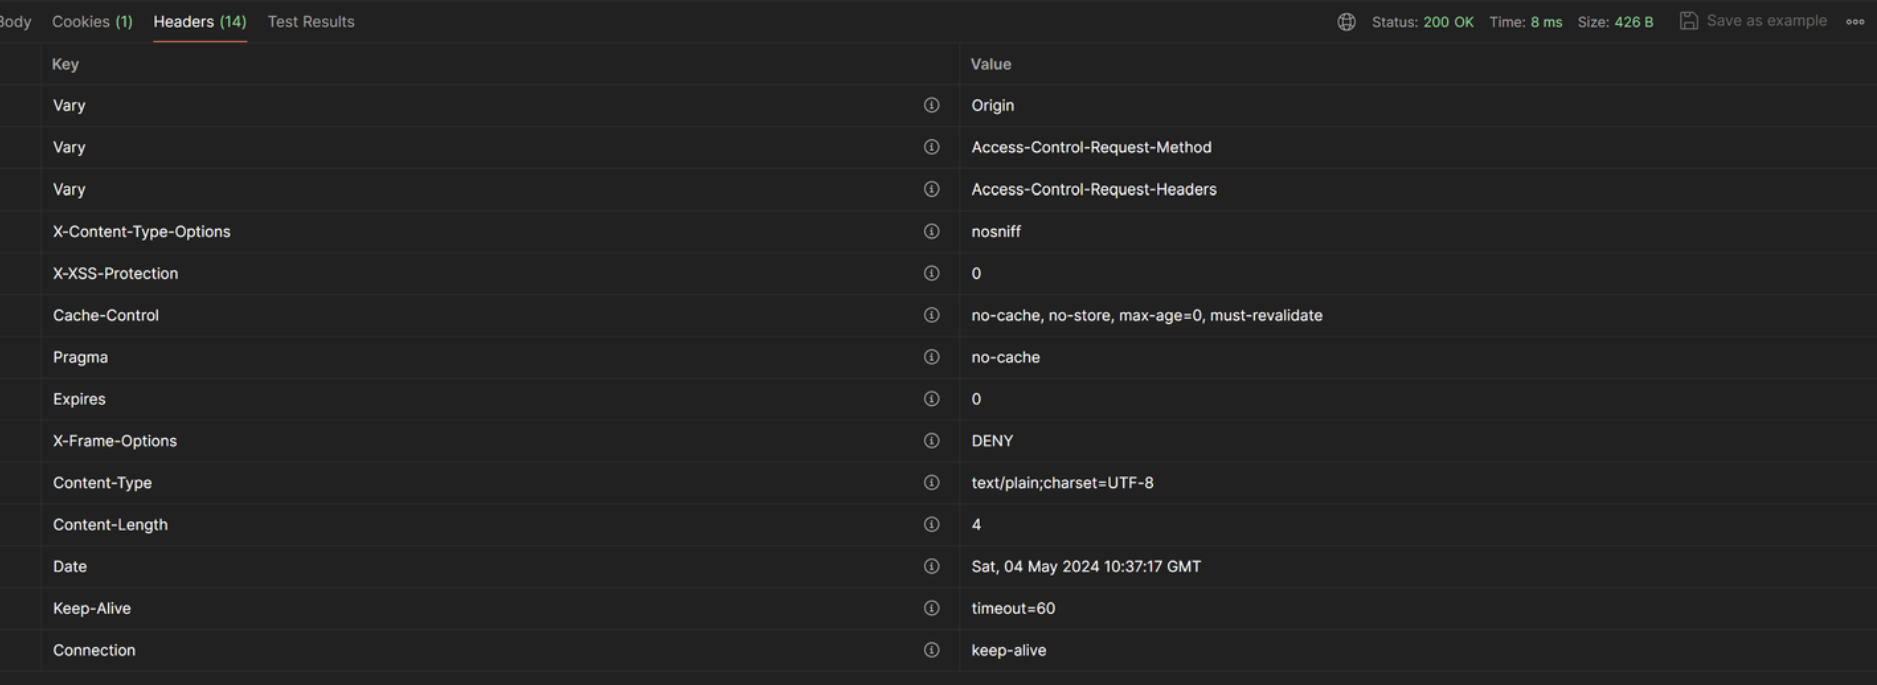 Body Cookies (1) Headers (14) Test Results Status: 200 OK Time: 8 ms Size: 426 B Save as example
Key Value
Vary Origin
Vary Access-Control-Request-Method
Vary Access-Control-Request-Headers
X-Content-Type-Options nosniff
X-XSS-Protection 0
Cache-Control no-cache, no-store, max-age=0, must-revalidate
Pragma no-cache
Expires 0
X-Frame-Options DENY
Content-Type text/plain;charset=UTF-8
Content-Length 4
Date Sat, 04 May 2024 10:37:17 GMT
Keep-Alive timeout=60
Connection keep-alive